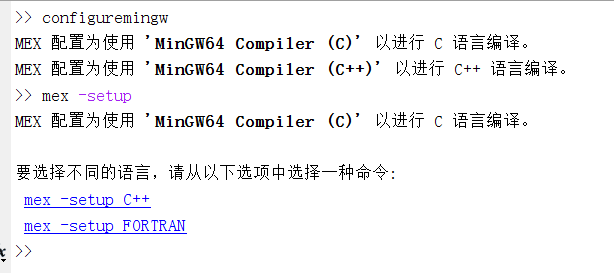 >> configuremingw
MEX 配置为使用 'MinGW64 Compiler (C)' 以进行 C 语言编译。
MEX 配置为使用 'MinGW64 Compiler (C++)' 以进行 C++ 语言编译。
>> mex -setup
MEX 配置为使用 'MinGW64 Compiler (C)' 以进行 C 语言编译。
要选择不同的语言，请从以下选项中选择一种命令:
mex -setup C++
mex -setup FORTRAN
>>